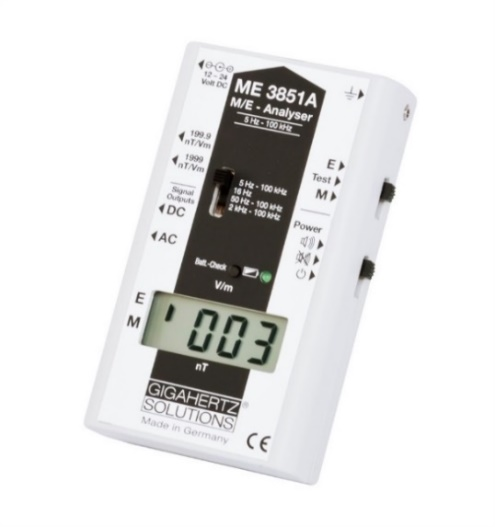 12 - 24
Volt DC
ME 3851A
M/E - Analyser
5 Hz - 100 kHz
199.9
nT/Vm
1999
nT/Vm
E
Test
M
5 Hz - 100 kHz
16 Hz
50 Hz - 100 kHz
2 kHz - 100 kHz
Signal
Outputs
DC
AC
Power
Batt.-Check
V/m
E
M
' 003
nT
GIGAHERTZ
SOLUTIONS®
Made in Germany
CE